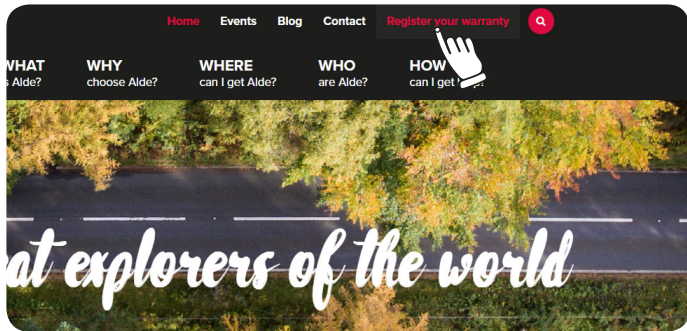 Home Events Blog Contact Register your warranty
WHAT WHY WHERE WHO HOW
Alde? choose Alde? can I get Alde? are Alde? can I get
explorers of the world